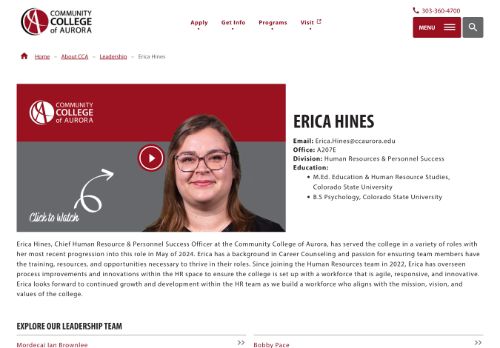 COMMUNITY
COLLEGE
OF AURORA
Apply
Get Info
Programs
Visit
303-360-4700
MENU
Home – About CCA – Leadership – Erica Hines
COMMUNITY
COLLEGE
OF AURORA
Click to Watch
ERICA HINES
Email: Erica.Hines@ccaurora.edu
Office: A207E
Division: Human Resources & Personnel Success
Education:
• M.Ed. Education & Human Resource Studies,
Colorado State University
• B.S Psychology, Colorado State University
Erica Hines, Chief Human Resource & Personnel Success Officer at the Community College of Aurora, has served the college in a variety of roles with
her most recent progression into this role in May of 2024. Erica has a background in Career Counseling and passion for ensuring team members have
the training, resources, and opportunities necessary to thrive in their roles. Since joining the Human Resources team in 2022, Erica has overseen
process improvements and innovations within the HR space to ensure the college is set up with a workforce that is agile, responsive, and innovative.
Erica looks forward to continued growth and development within the HR team as we build a workforce who aligns with the mission, vision, and
values of the college.
EXPLORE OUR LEADERSHIP TEAM
Mordecai Ian Brownlee >>
Bobby Pace >>